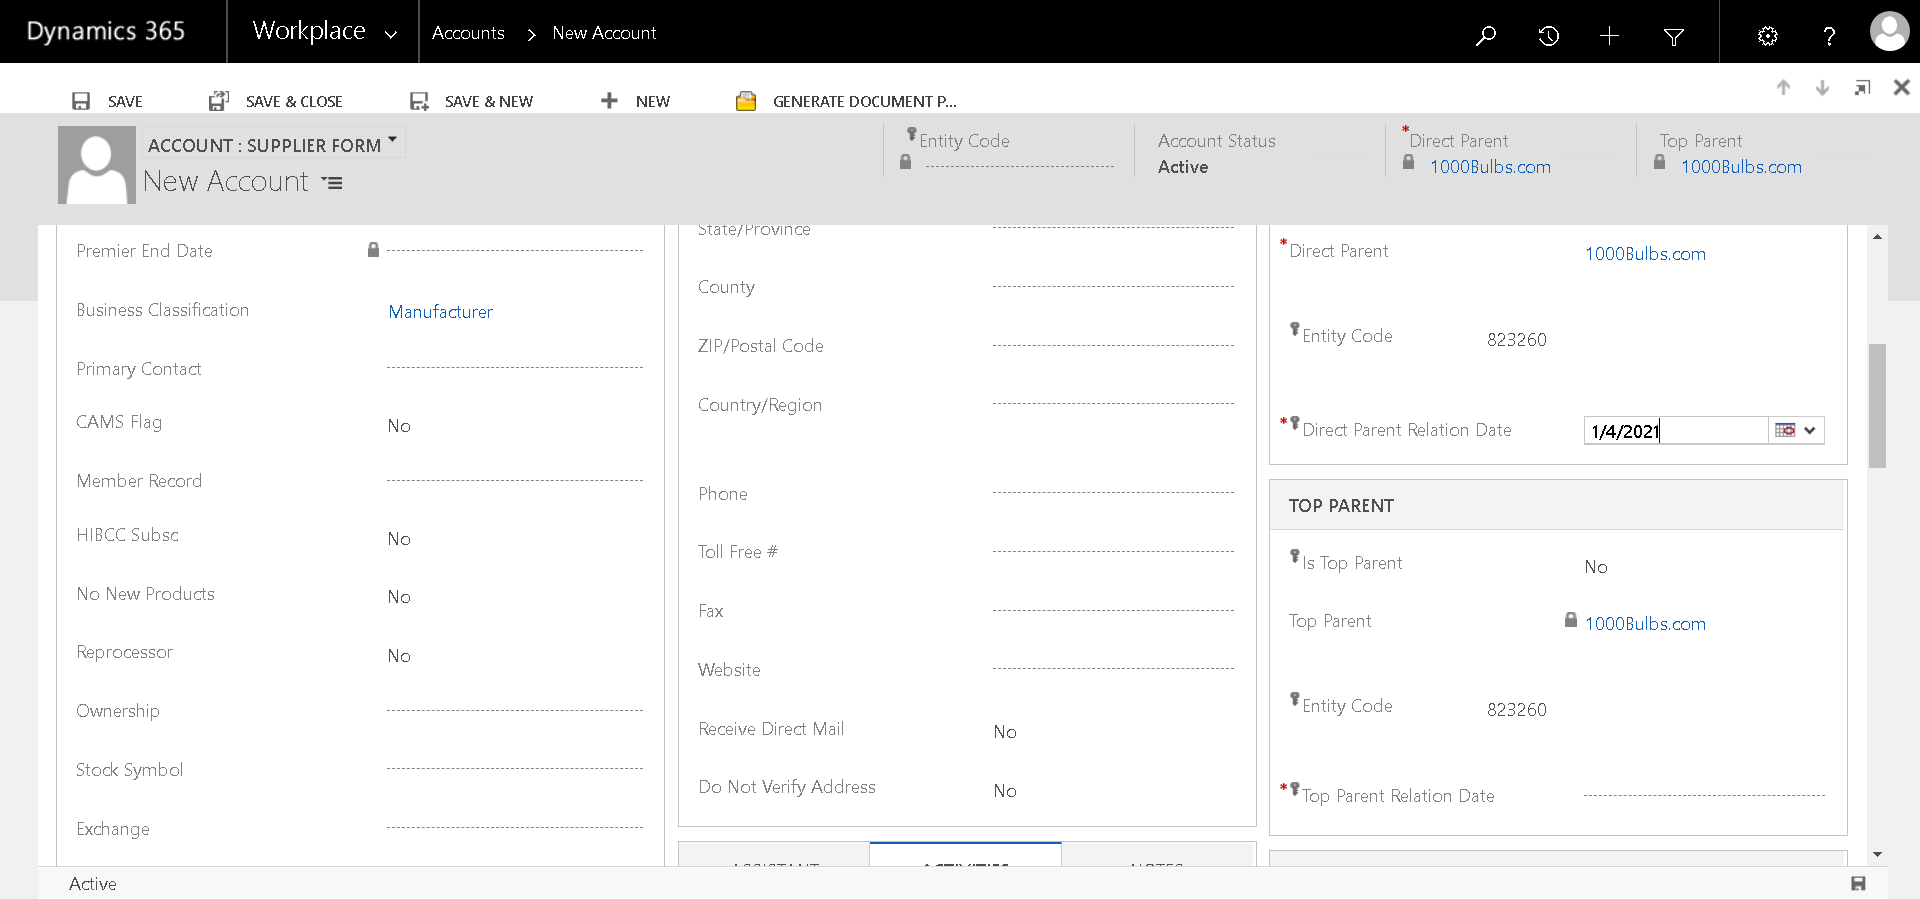 Dynamics 365
Workplace
Accounts > New Account
SAVE
SAVE & CLOSE
SAVE & NEW
NEW
GENERATE DOCUMENT P...
ACCOUNT : SUPPLIER FORM
New Account
Entity Code
Account Status
Active
*Direct Parent
1000Bulbs.com
Top Parent
1000Bulbs.com
Premier End Date
Business Classification
Manufacturer
Primary Contact
CAMS Flag
No
Member Record
HIBCC Subsc
No
No New Products
No
Reprocessor
No
Ownership
Stock Symbol
Exchange
State/Province
County
ZIP/Postal Code
Country/Region
Phone
Toll Free #
Fax
Website
Receive Direct Mail
No
Do Not Verify Address
No
ASSISTANT
ACTIVITIES
NOTES
*Direct Parent
1000Bulbs.com
Entity Code
823260
*Direct Parent Relation Date
1/4/2021
TOP PARENT
Is Top Parent
No
Top Parent
1000Bulbs.com
Entity Code
823260
*Top Parent Relation Date
Active